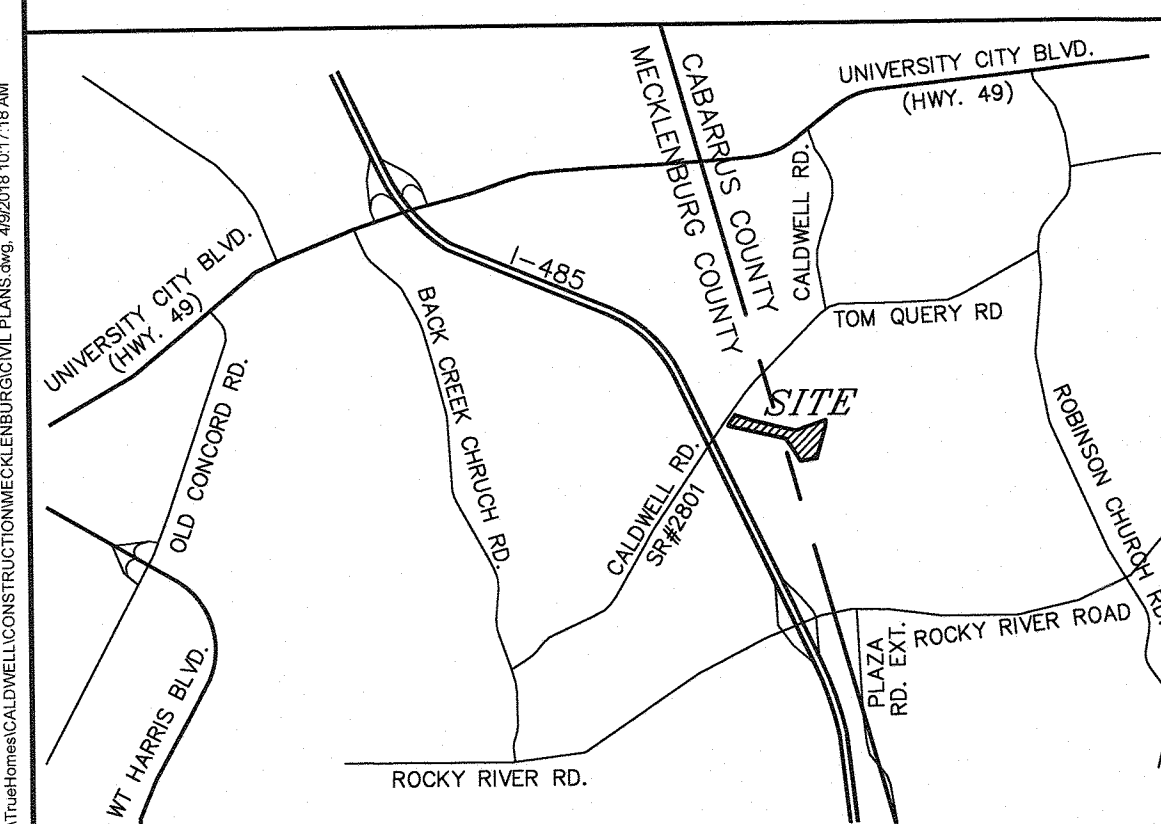 \TrueHomes\CALDWELL\CONSTRUCTION\MECKLENBURG\CIVIL PLANS.dwg, 4/9/2018 10:17:18 AM
UNIVERSITY CITY BLVD.
(HWY. 49)
CABARRUS COUNTY
MECKLENBURG COUNTY
CALDWELL RD.
UNIVERSITY CITY BLVD.
(HWY. 49)
I-485
TOM QUERY RD
BACK CREEK CHRUCH RD.
OLD CONCORD RD.
SITE
ROBINSON CHURCH RD.
CALDWELL RD.
SR#2801
ROCKY RIVER ROAD
PLAZA
RD. EXT.
WT HARRIS BLVD.
ROCKY RIVER RD.